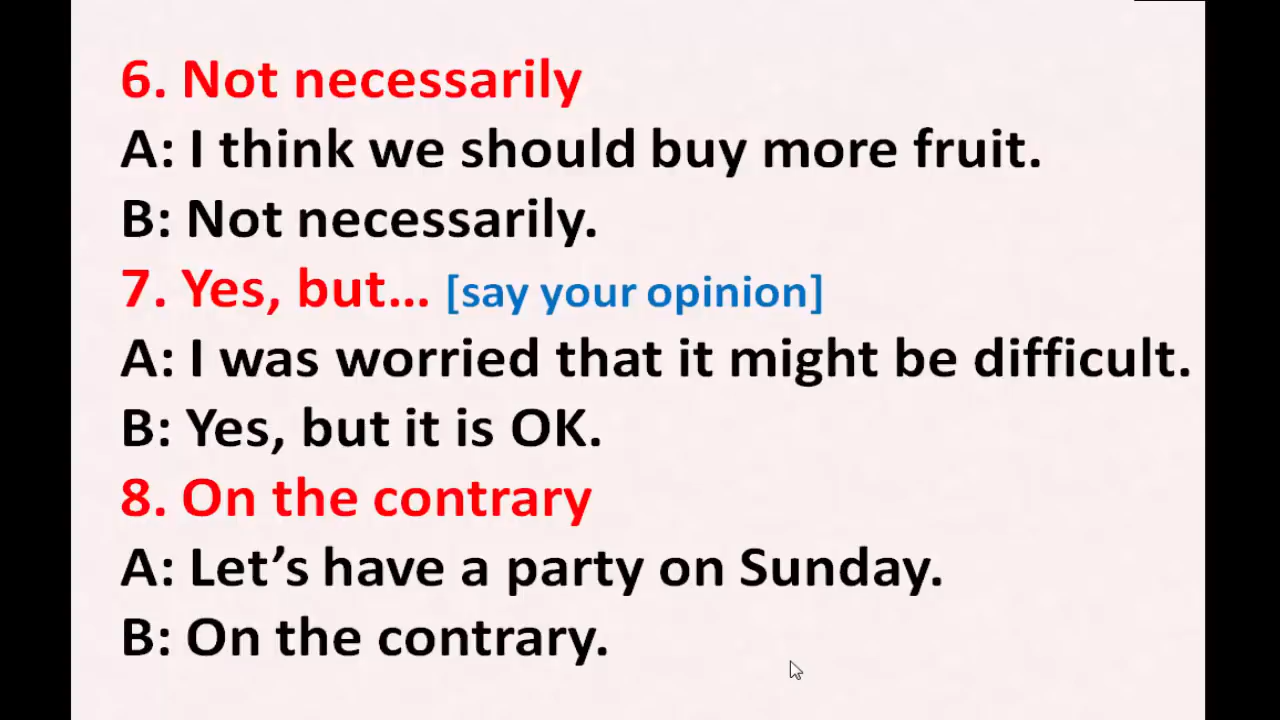 6. Not necessarily
A: I think we should buy more fruit.
B: Not necessarily.
7. Yes, but... [say your opinion]
A: I was worried that it might be difficult.
B: Yes, but it is OK.
8. On the contrary
A: Let’s have a party on Sunday.
B: On the contrary.